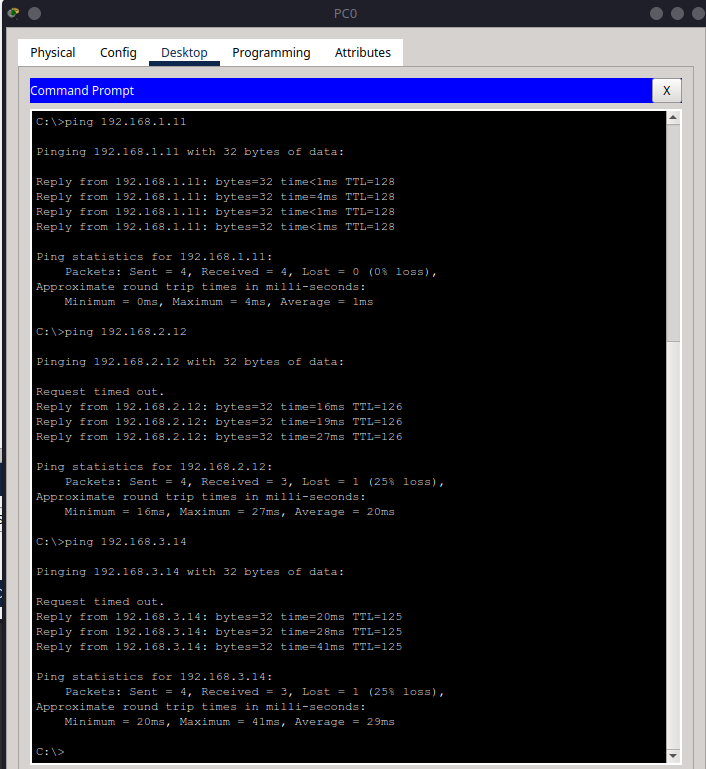 PC0
Physical Config Desktop Programming Attributes
Command Prompt X
C:\>ping 192.168.1.11
Pinging 192.168.1.11 with 32 bytes of data:
Reply from 192.168.1.11: bytes=32 time<1ms TTL=128
Reply from 192.168.1.11: bytes=32 time=4ms TTL=128
Reply from 192.168.1.11: bytes=32 time<1ms TTL=128
Reply from 192.168.1.11: bytes=32 time<1ms TTL=128
Ping statistics for 192.168.1.11:
Packets: Sent = 4, Received = 4, Lost = 0 (0% loss),
Approximate round trip times in milli-seconds:
Minimum = 0ms, Maximum = 4ms, Average = 1ms
C:\>ping 192.168.2.12
Pinging 192.168.2.12 with 32 bytes of data:
Request timed out.
Reply from 192.168.2.12: bytes=32 time=16ms TTL=126
Reply from 192.168.2.12: bytes=32 time=19ms TTL=126
Reply from 192.168.2.12: bytes=32 time=27ms TTL=126
Ping statistics for 192.168.2.12:
Packets: Sent = 4, Received = 3, Lost = 1 (25% loss),
Approximate round trip times in milli-seconds:
Minimum = 16ms, Maximum = 27ms, Average = 20ms
C:\>ping 192.168.3.14
Pinging 192.168.3.14 with 32 bytes of data:
Request timed out.
Reply from 192.168.3.14: bytes=32 time=20ms TTL=125
Reply from 192.168.3.14: bytes=32 time=28ms TTL=125
Reply from 192.168.3.14: bytes=32 time=41ms TTL=125
Ping statistics for 192.168.3.14:
Packets: Sent = 4, Received = 3, Lost = 1 (25% loss),
Approximate round trip times in milli-seconds:
Minimum = 20ms, Maximum = 41ms, Average = 29ms
C:\>